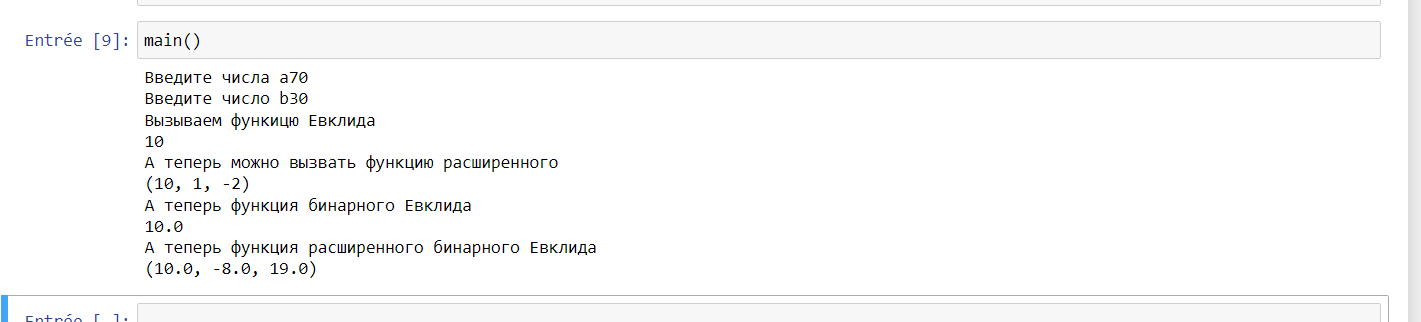 Entrée [9]: main()
Введите числа a70
Введите число b30
Вызываем функицю Евклида
10
А теперь можно вызвать функцию расширенного
(10, 1, -2)
А теперь функция бинарного Евклида
10.0
А теперь функция расширенного бинарного Евклида
(10.0, -8.0, 19.0)
Entrée [ ]: